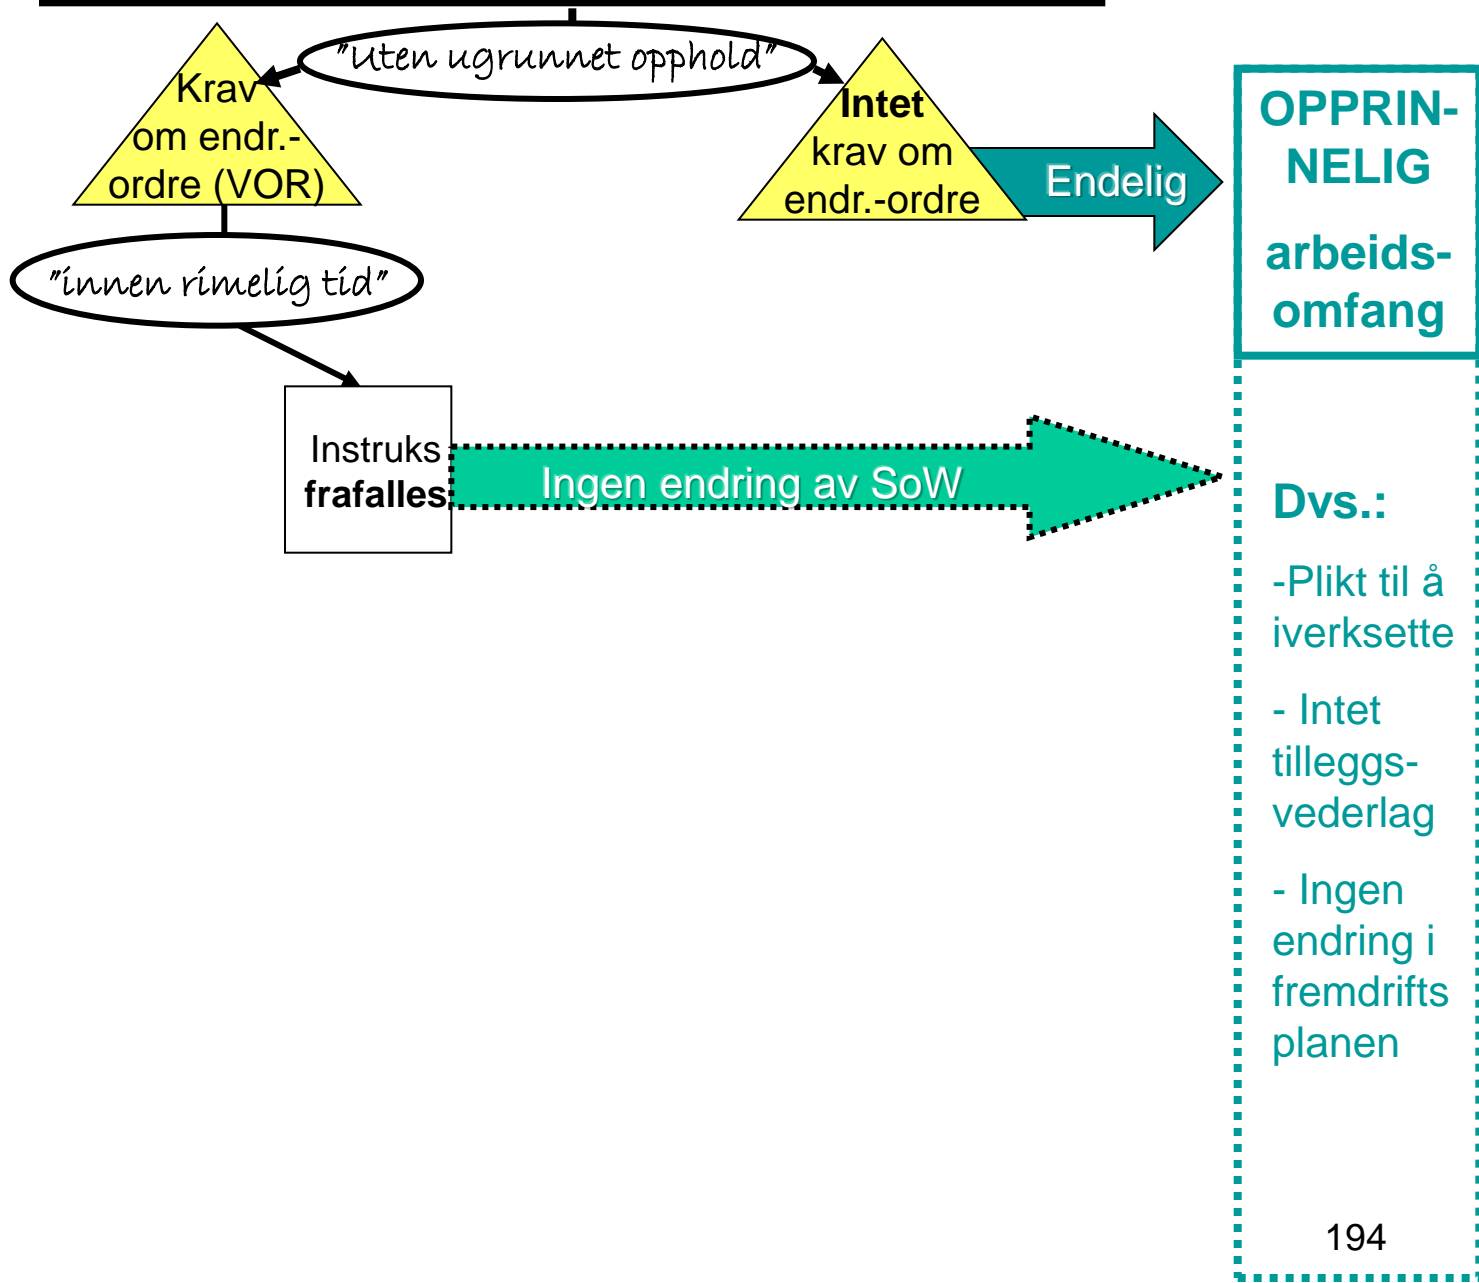 "Uten ugrunnet opphold"
Krav
om endr.-
ordre (VOR)
Intet
krav om
endr.-ordre
Endelig
"innen rimelig tid"
Instruks
frafalles
Ingen endring av SoW
OPPRIN-
NELIG
arbeids-
omfang
Dvs.:
-Plikt til å
iverksette
- Intet
tilleggs-
vederlag
- Ingen
endring i
fremdrifts
planen
194